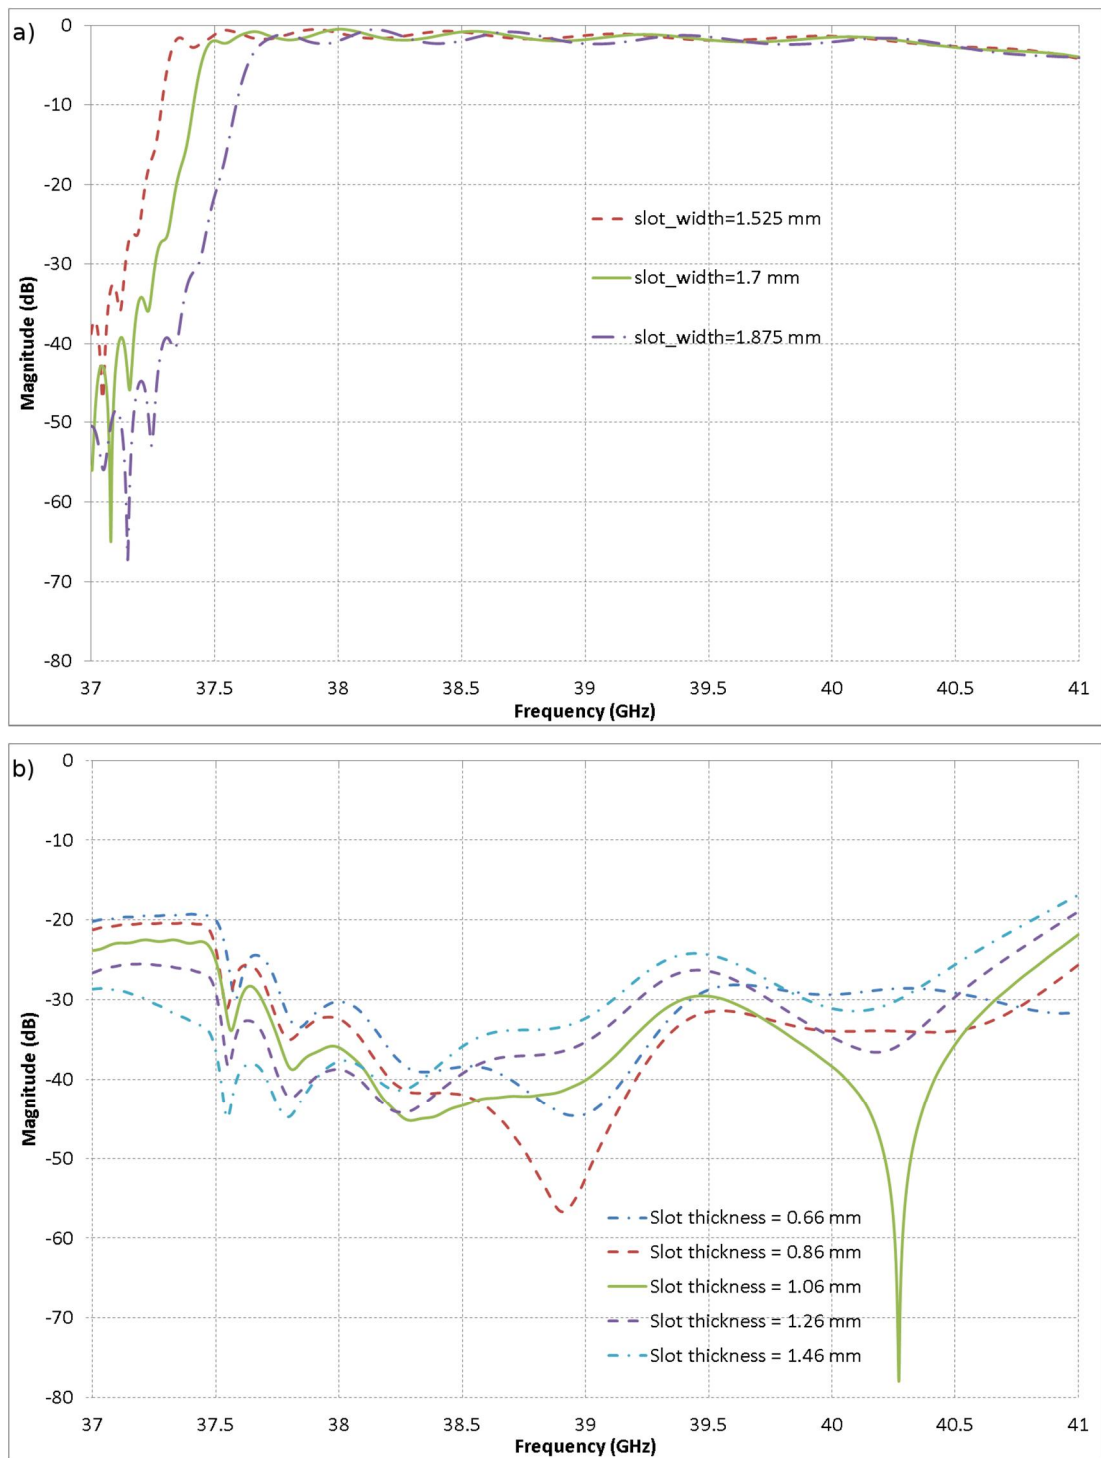 a)
0
-10
-20
-30
-40
-50
-60
-70
-80
Magnitude (dB)
slot_width=1.525 mm
slot_width=1.7 mm
slot_width=1.875 mm
37 37.5 38 38.5 39 39.5 40 40.5 41
Frequency (GHz)
b)
0
-10
-20
-30
-40
-50
-60
-70
-80
Magnitude (dB)
Slot thickness = 0.66 mm
Slot thickness = 0.86 mm
Slot thickness = 1.06 mm
Slot thickness = 1.26 mm
Slot thickness = 1.46 mm
37 37.5 38 38.5 39 39.5 40 40.5 41
Frequency (GHz)